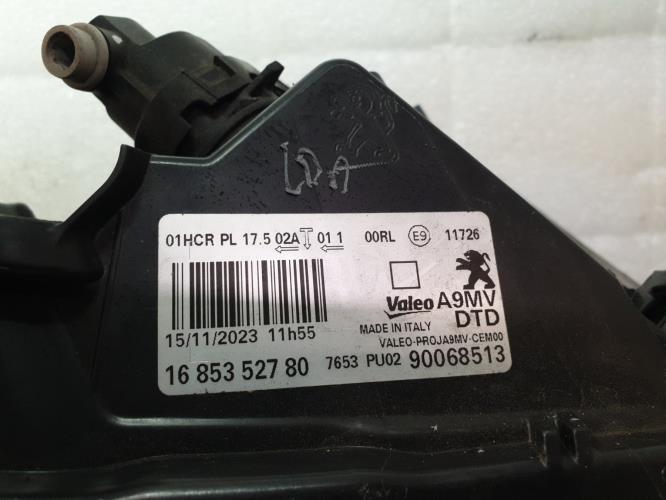 LDA
01HCR PL 17.5 02A T 01 1 00RL E9 11726
Valeo A9MV
DTD
15/11/2023 11h55
MADE IN ITALY
VALEO-PROJA9MV-CEM00
16 853 527 80 7653 PU02 90068513